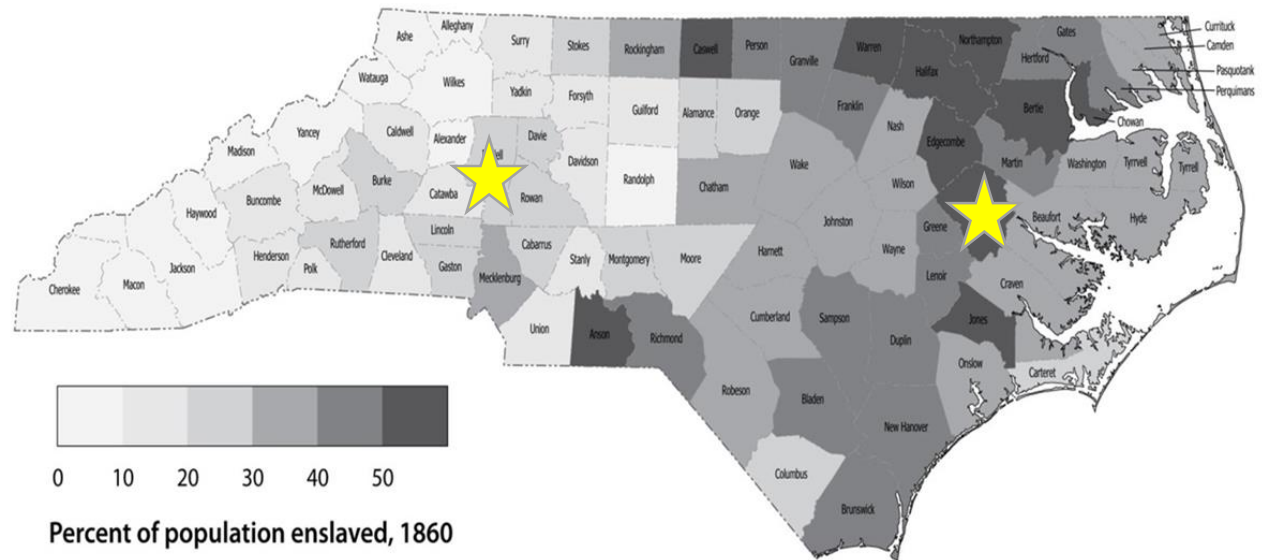 Ashe
Alleghany
Surry
Stokes
Rockingham
Caswell
Person
Granville
Warren
Halifax
Northampton
Hertford
Gates
Currituck
Camden
Pasquotank
Perquimans
Chowan
Watauga
Wilkes
Yadkin
Forsyth
Guilford
Alamance
Orange
Franklin
Nash
Edgecombe
Bertie
Martin
Washington
Tyrrvell
Tyrrell
Madison
Yancey
Caldwell
Alexander
Davie
Davidson
Randolph
Chatham
Wake
Wilson
Haywood
Buncombe
McDowell
Burke
Catawba
Rowan
Johnston
Greene
Beaufort
Hyde
Cherokee
Macon
Jackson
Henderson
Polk
Rutherford
Cleveland
Lincoln
Gaston
Mecklenburg
Cabarrus
Stanly
Montgomery
Moore
Harnett
Wayne
Lenoir
Craven
Union
Anson
Richmond
Cumberland
Sampson
Duplin
Jones
Onslow
Carteret
Robeson
Bladen
New Hanover
Columbus
Brunswick
0 10 20 30 40 50
Percent of population enslaved, 1860